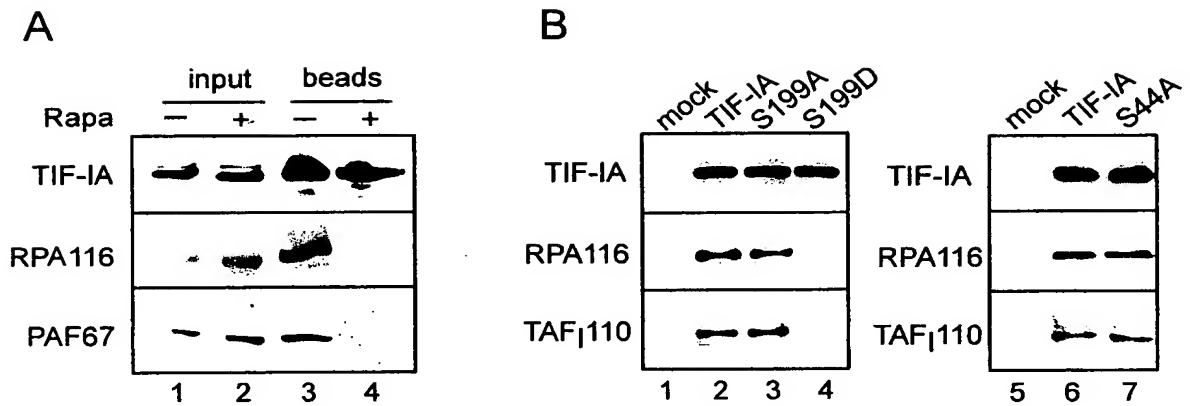 A
input beads
Rapa – + – +
TIF-IA
RPA116
PAF67
1 2 3 4
B
mock TIF-IA S199A S199D
TIF-IA
RPA116
TAFI110
1 2 3 4
mock TIF-IA S44A
TIF-IA
RPA116
TAFI110
5 6 7